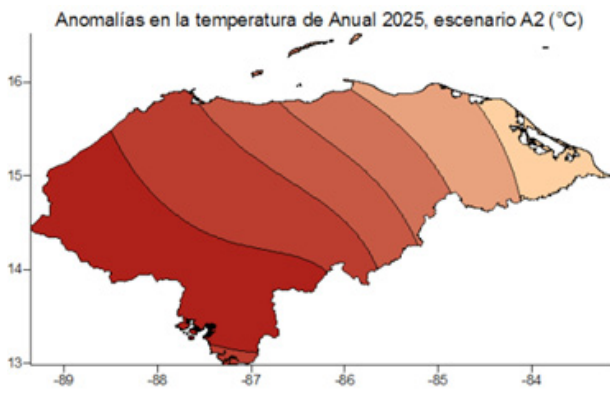 Anomalías en la temperatura de Anual 2025, escenario A2 (°C)
16
15
14
13
-89 -88 -87 -86 -85 -84